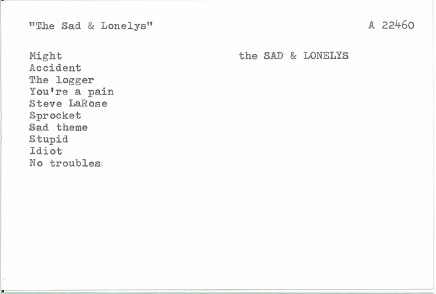 "The Sad & Lonelys"
A 22460
Might
the SAD & LONELYS
Accident
The logger
You're a pain
Steve LaRose
Sprocket
Sad theme
Stupid
Idiot
No troubles